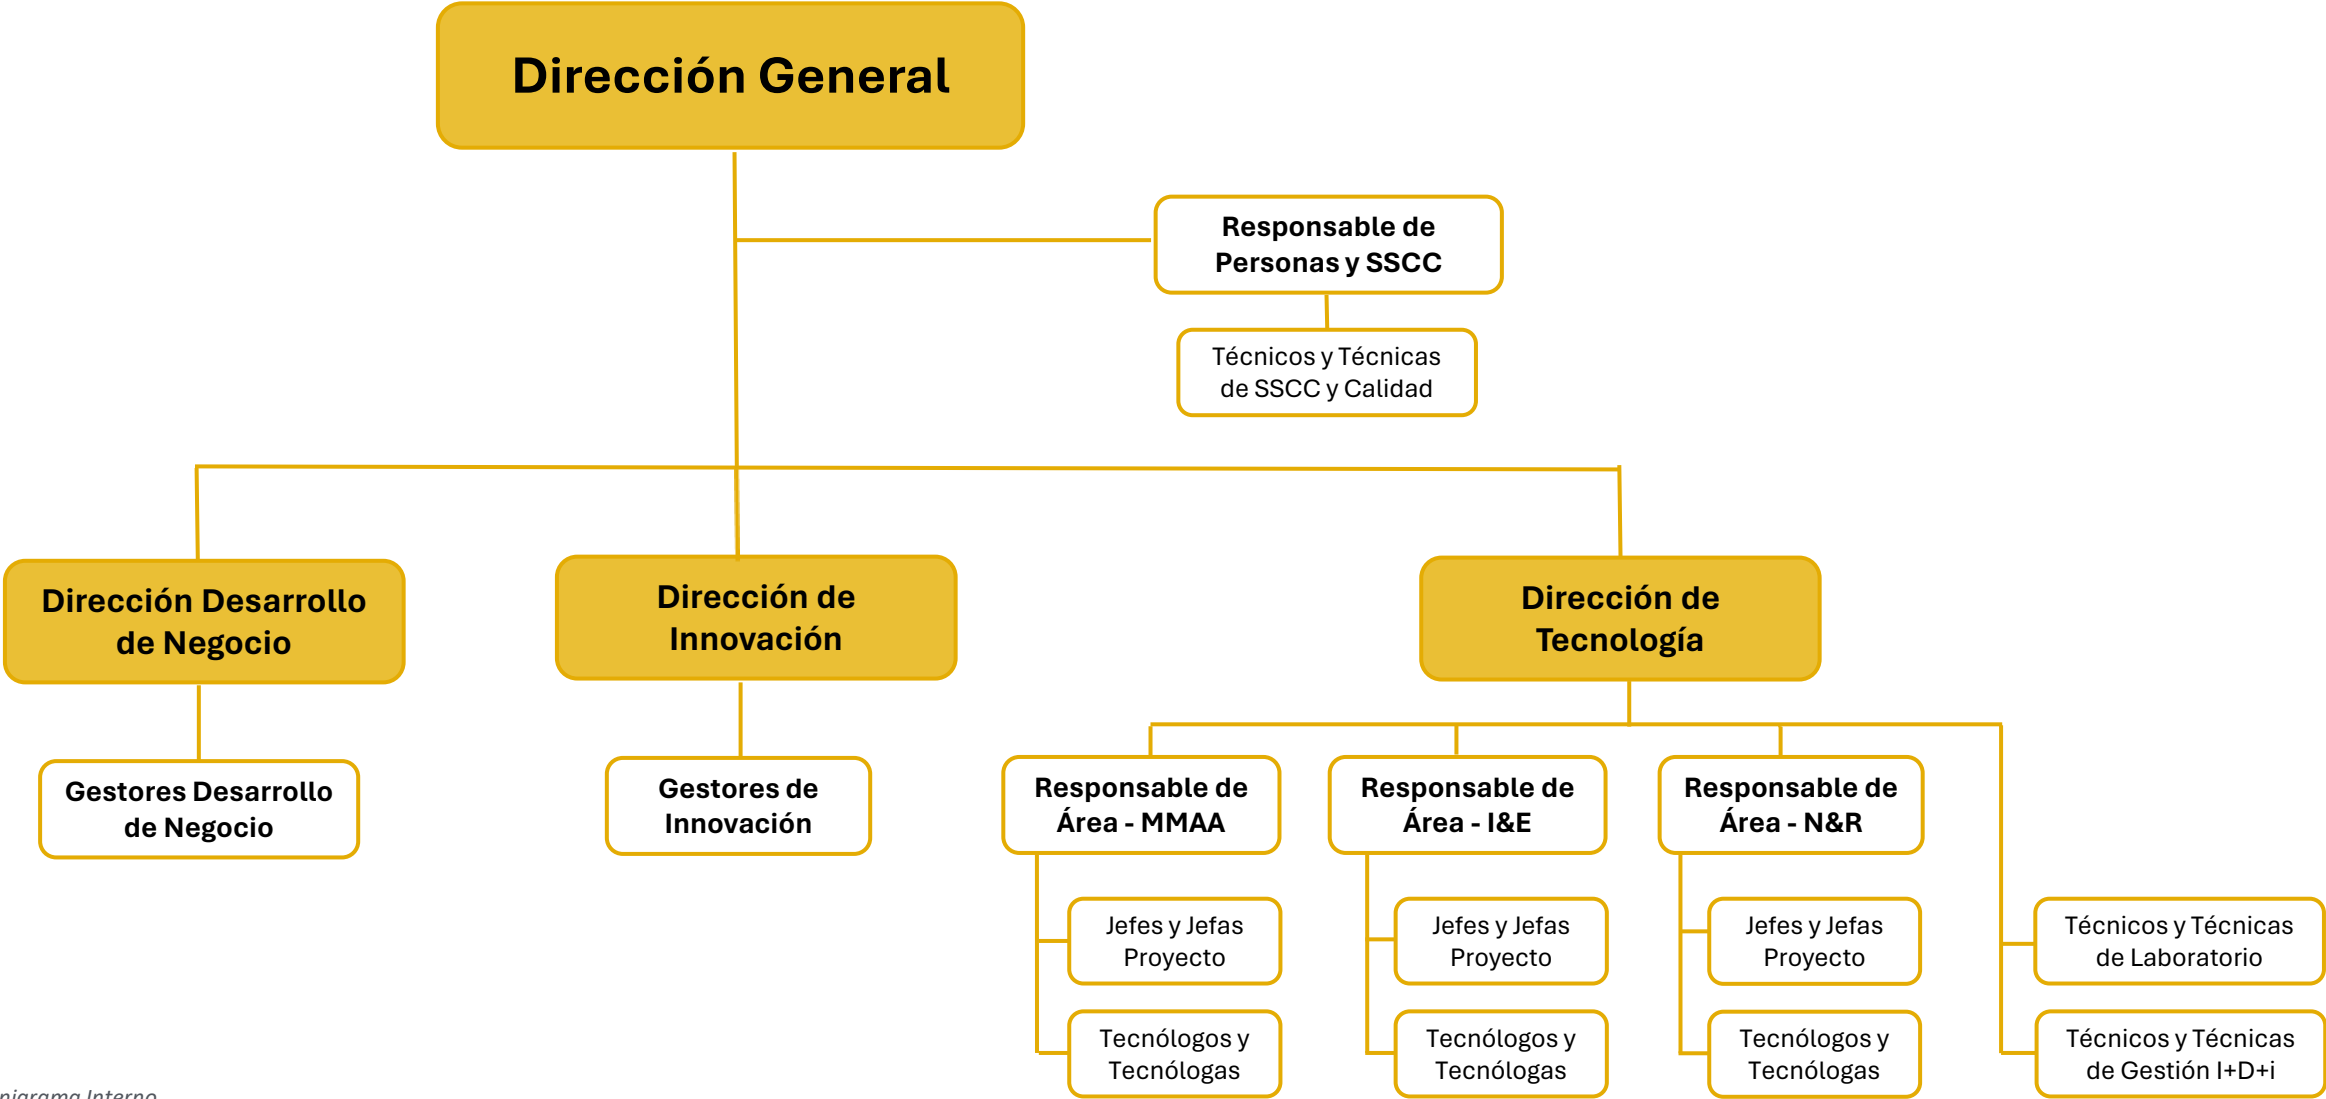 Dirección General
Responsable de
Personas y SSCC
Técnicos y Técnicas
de SSCC y Calidad
Dirección Desarrollo
de Negocio
Dirección de
Innovación
Dirección de
Tecnología
Gestores Desarrollo
de Negocio
Gestores de
Innovación
Responsable de
Área - MMAA
Responsable de
Área - I&E
Responsable de
Área - N&R
Jefes y Jefas
Proyecto
Jefes y Jefas
Proyecto
Jefes y Jefas
Proyecto
Técnicos y Técnicas
de Laboratorio
Tecnólogos y
Tecnólogas
Tecnólogos y
Tecnólogas
Tecnólogos y
Tecnólogas
Técnicos y Técnicas
de Gestión I+D+i
Interno